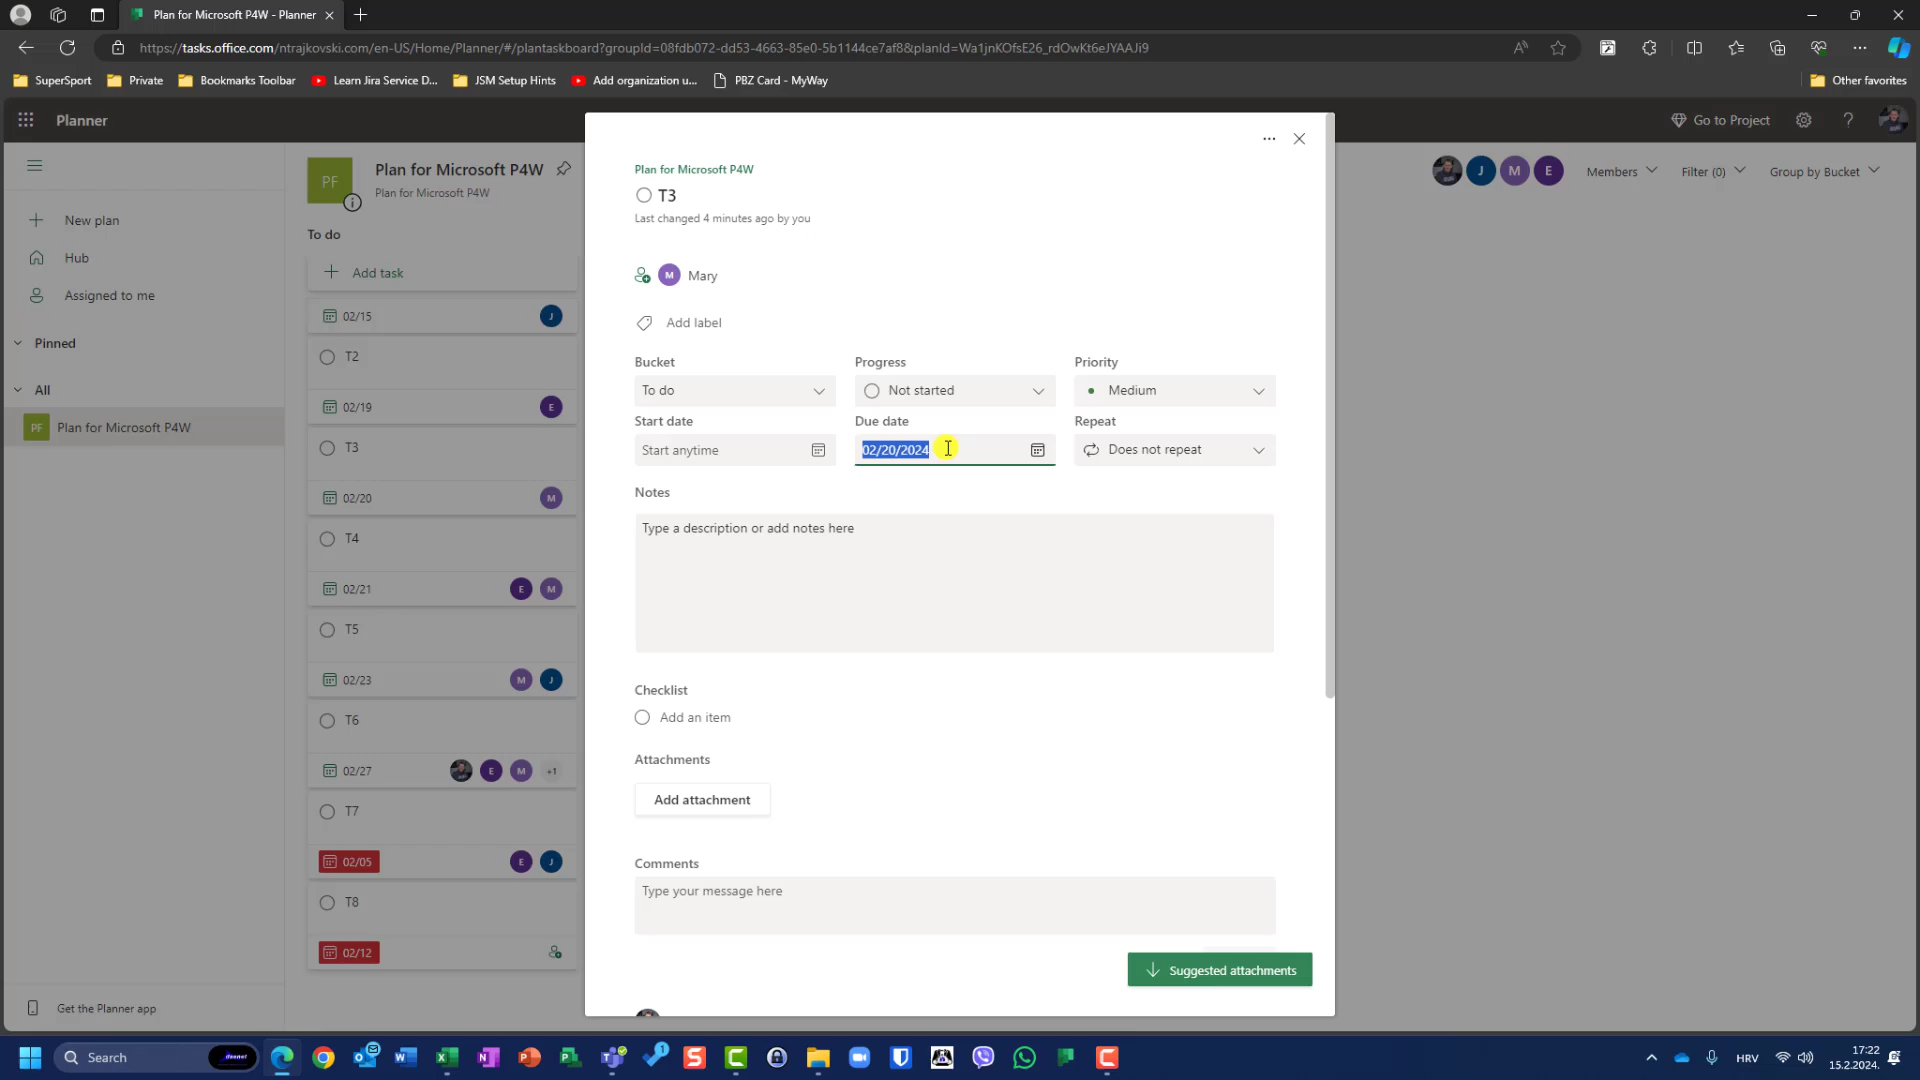 Plan for Microsoft P4W - Planner
https://tasks.office.com/ntrajkovski.com/en-US/Home/Planner/#/plantaskboard?groupId=08fdb072-dd53-4663-85e0-5b1144ce7af8&planId=Wa1jnKOfsE26_rdOwKt6eJYAAJi9
SuperSport Private Bookmarks Toolbar Learn Jira Service D... JSM Setup Hints Add organization u... PBZ Card - MyWay Other favorites
Planner
Go to Project
?
New plan
Hub
Assigned to me
Pinned
All
PF Plan for Microsoft P4W
Get the Planner app
PF
Plan for Microsoft P4W
Plan for Microsoft P4W
J M E Members Filter (0) Group by Bucket
To do
Add task
02/15 J
T2
02/19 E
T3
02/20 M
T4
02/21 E M
T5
02/23 M J
T6
02/27 E M +1
T7
02/05 E J
T8
02/12
Plan for Microsoft P4W
T3
Last changed 4 minutes ago by you
M Mary
Add label
Bucket Progress Priority
To do Not started Medium
Start date Due date Repeat
Start anytime 02/20/2024 Does not repeat
Notes
Type a description or add notes here
Checklist
Add an item
Attachments
Add attachment
Comments
Type your message here
Suggested attachments
Search
HRV
17:22
15.2.2024.